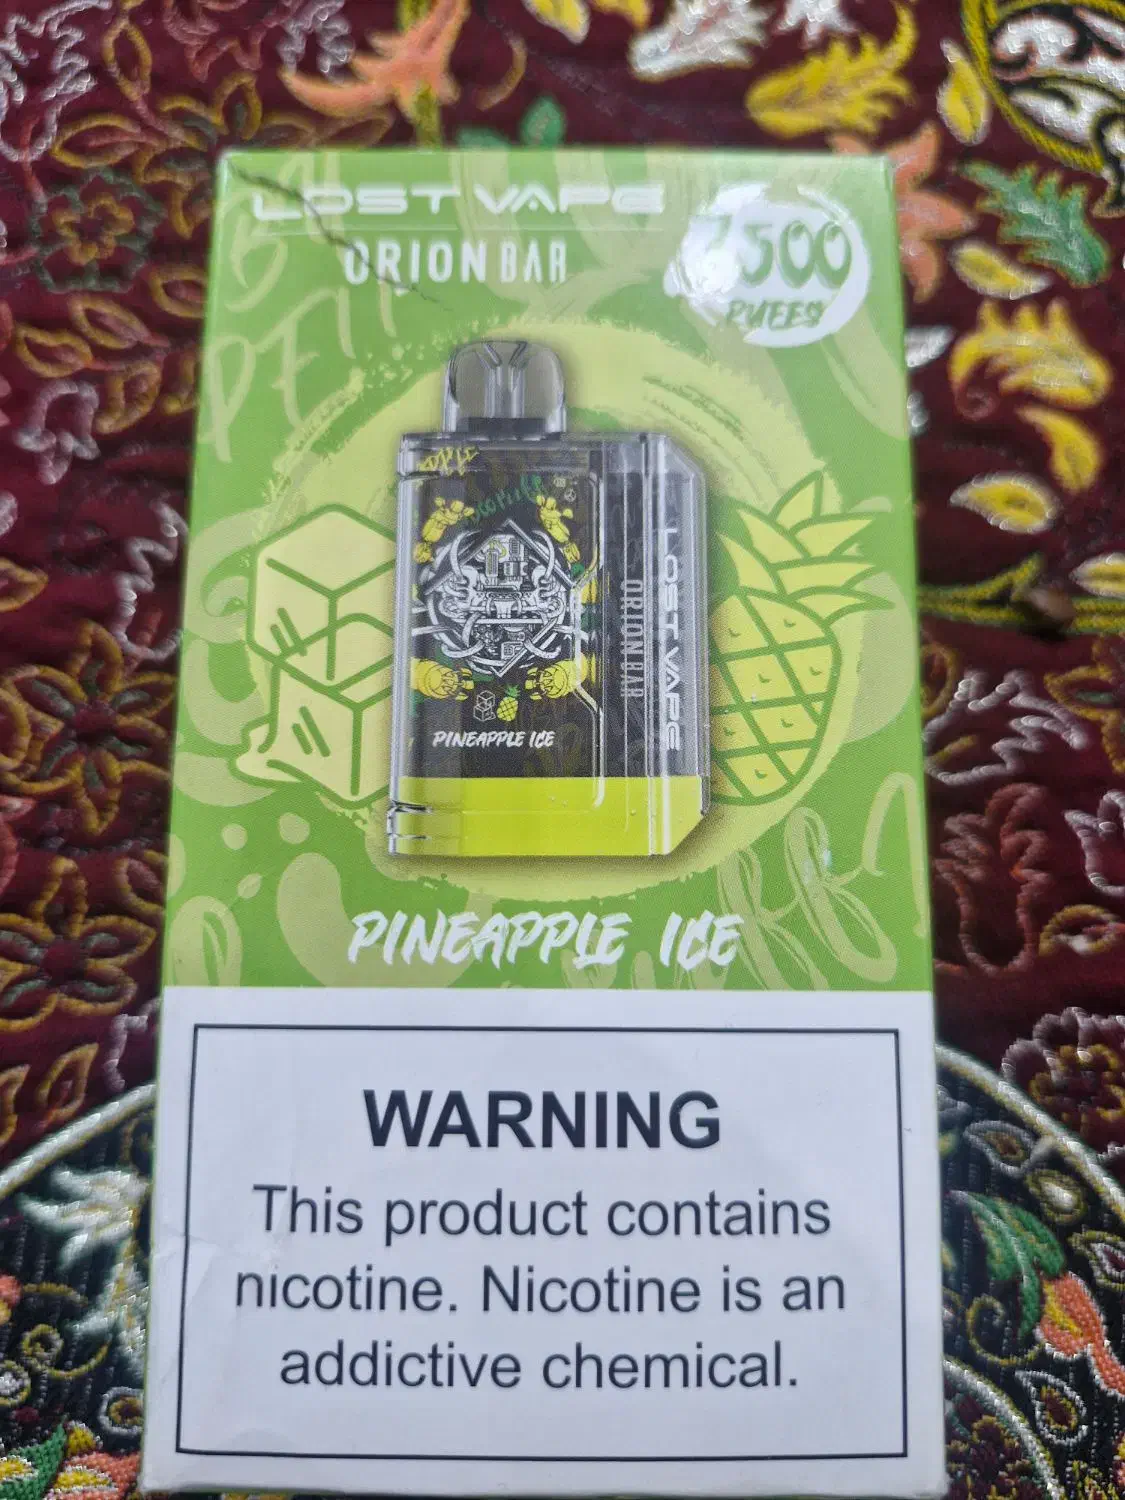 LOST VAPE
ORION BAR
7500
PUFFS
LOST VAPE
ORION BAR
PINEAPPLE ICE
PINEAPPLE ICE
WARNING
This product contains
nicotine. Nicotine is an
addictive chemical.